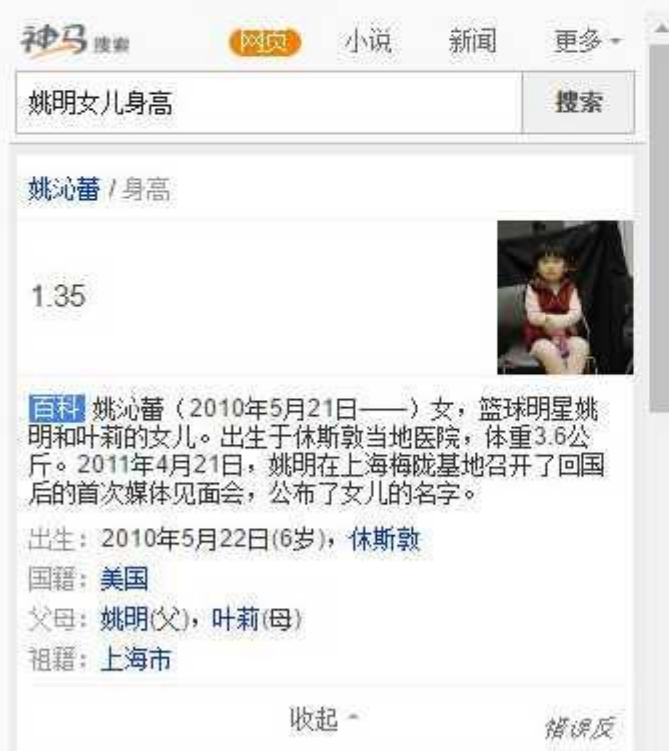 神马搜索 网页 小说 新闻 更多
姚明女儿身高 搜索
姚沁蕾 / 身高
1.35
百科 姚沁蕾（2010年5月21日——）女，篮球明星姚
明和叶莉的女儿。出生于休斯敦当地医院，体重3.6公
斤。2011年4月21日，姚明在上海梅陇基地召开了回国
后的首次媒体见面会，公布了女儿的名字。
出生：2010年5月22日(6岁)，休斯敦
国籍：美国
父母：姚明(父)，叶莉(母)
祖籍：上海市
收起
错误反